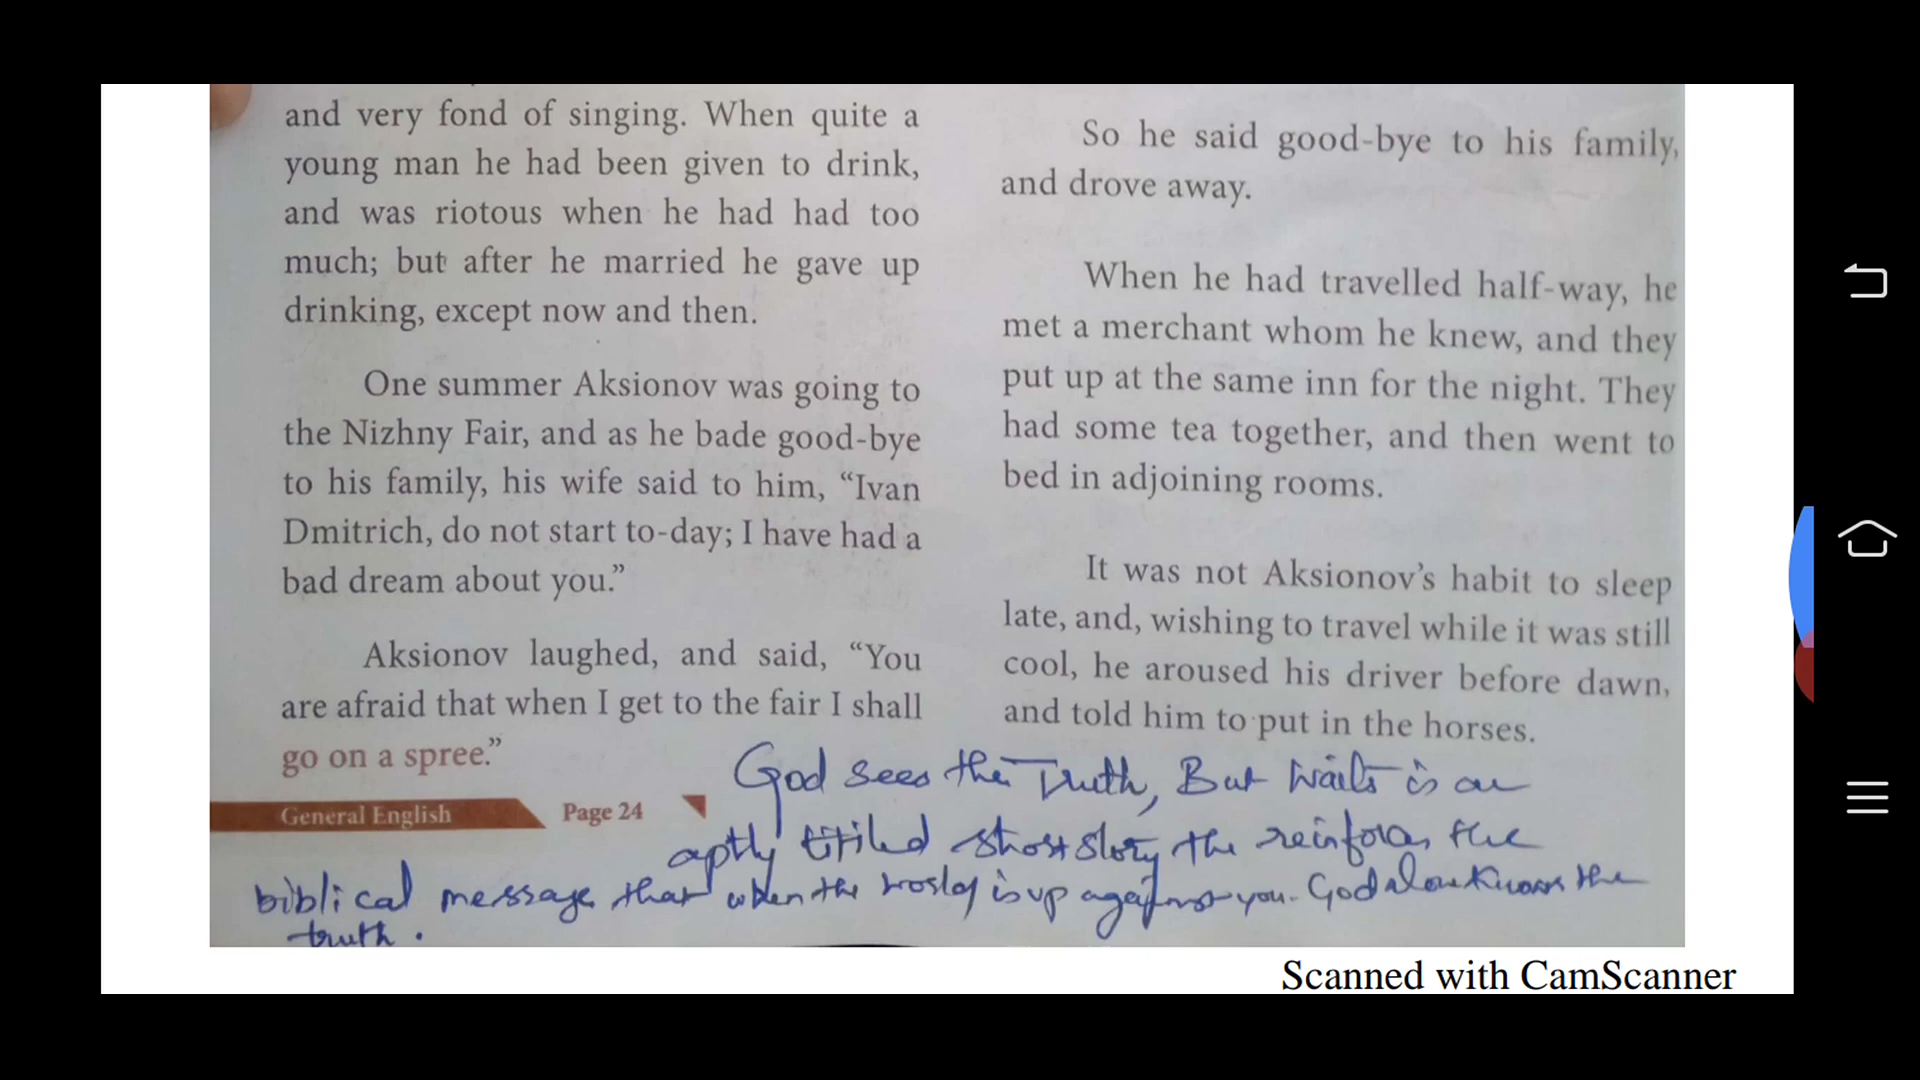 and very fond of singing. When quite a
young man he had been given to drink,
and was riotous when he had had too
much; but after he married he gave up
drinking, except now and then.
One summer Aksionov was going to
the Nizhny Fair, and as he bade good-bye
to his family, his wife said to him, “Ivan
Dmitrich, do not start to-day; I have had a
bad dream about you.”
Aksionov laughed, and said, “You
are afraid that when I get to the fair I shall
go on a spree.”
General English
Page 24
So he said good-bye to his family,
and drove away.
When he had travelled half-way, he
met a merchant whom he knew, and they
put up at the same inn for the night. They
had some tea together, and then went to
bed in adjoining rooms.
It was not Aksionov’s habit to sleep
late, and, wishing to travel while it was still
cool, he aroused his driver before dawn,
and told him to put in the horses.
God sees the Truth, But Waits is an
aptly titiled short story the reinforces the
biblical message that when the is up against you. God alone knows the
truth.
Scanned with CamScanner